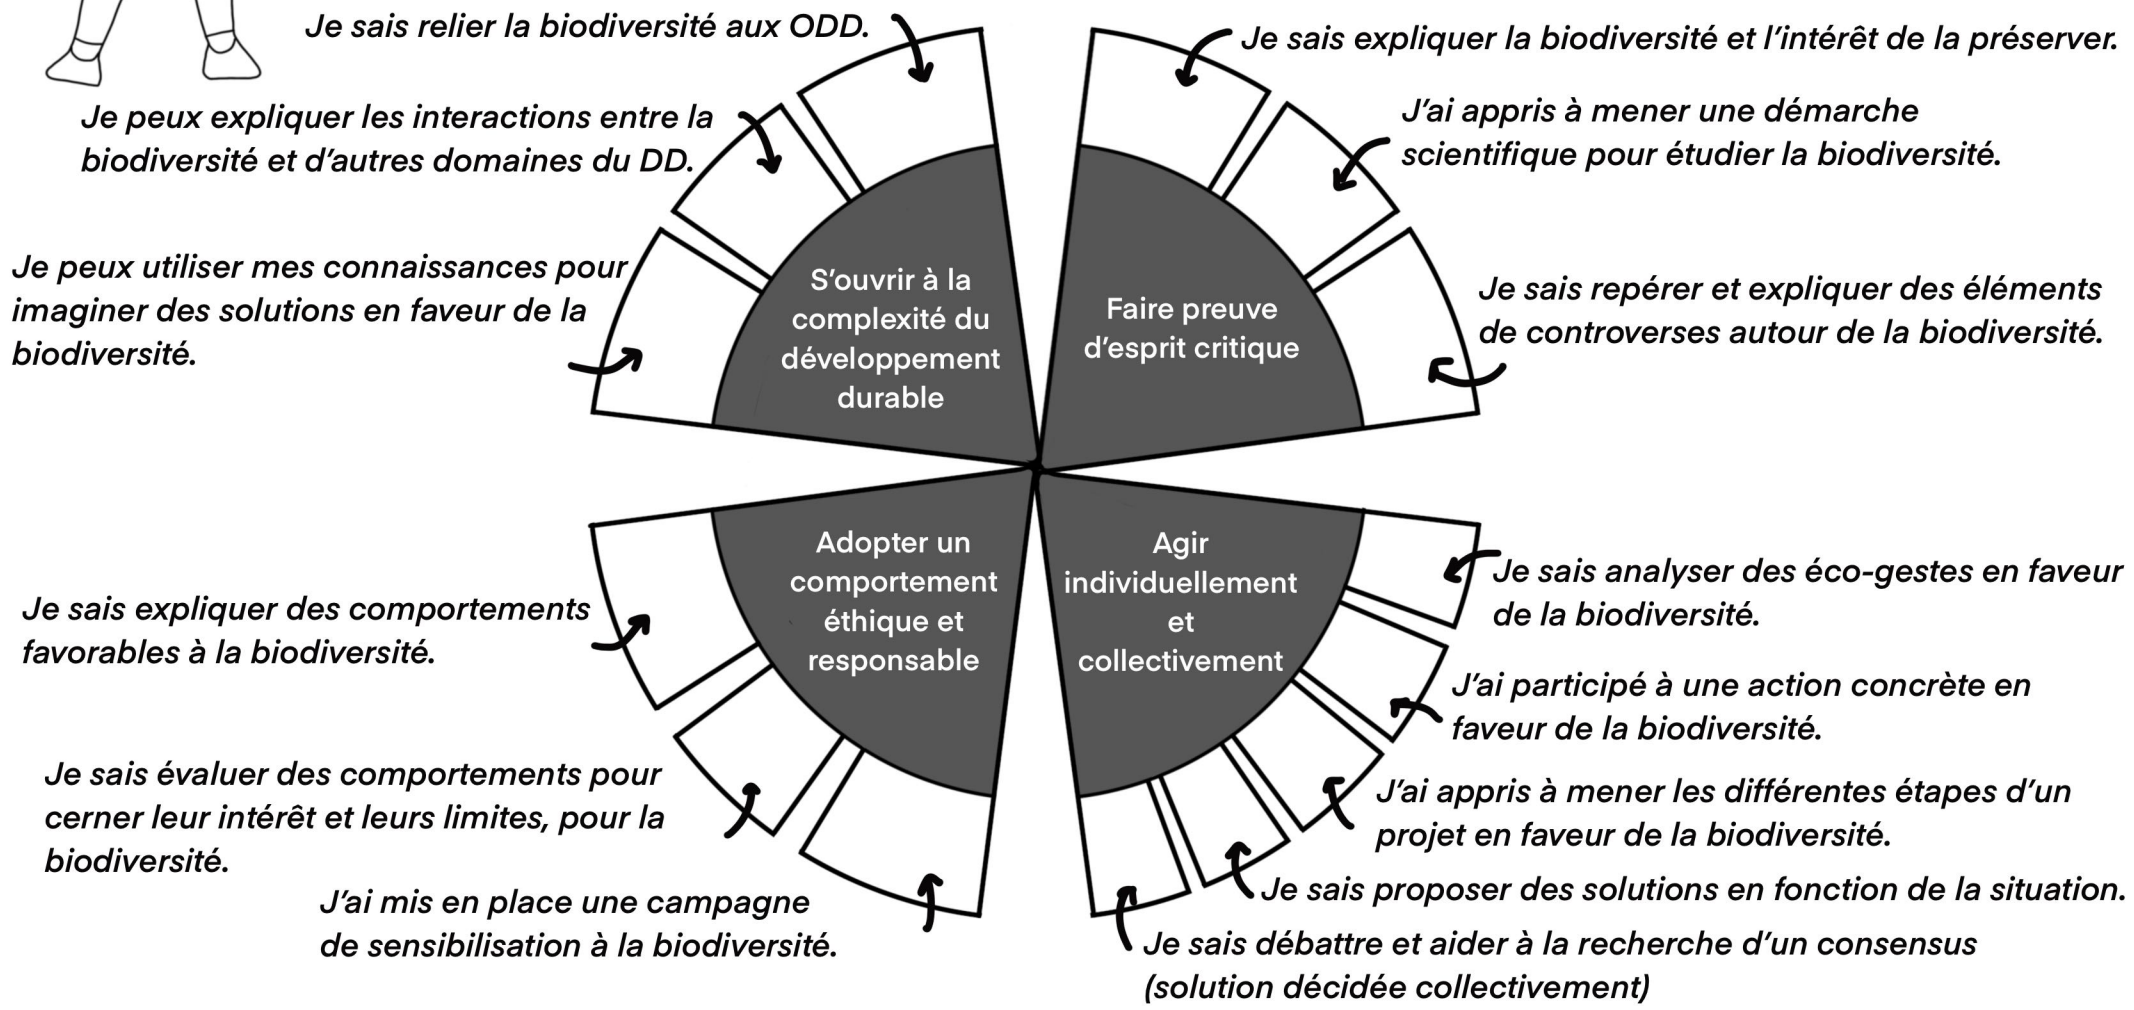 Je sais relier la biodiversité aux ODD.
Je peux expliquer les interactions entre la
biodiversité et d'autres domaines du DD.
Je peux utiliser mes connaissances pour
imaginer des solutions en faveur de la
biodiversité.
S'ouvrir à la
complexité du
développement
durable
Je sais expliquer la biodiversité et l'intérêt de la préserver.
J'ai appris à mener une démarche
scientifique pour étudier la biodiversité.
Je sais repérer et expliquer des éléments
de controverses autour de la biodiversité.
Faire preuve
d'esprit critique
Adopter un
comportement
éthique et
responsable
Je sais expliquer des comportements
favorables à la biodiversité.
Je sais évaluer des comportements pour
cerner leur intérêt et leurs limites, pour la
biodiversité.
J'ai mis en place une campagne
de sensibilisation à la biodiversité.
Agir
individuellement
et
collectivement
Je sais analyser des éco-gestes en faveur
de la biodiversité.
J'ai participé à une action concrète en
faveur de la biodiversité.
J'ai appris à mener les différentes étapes d'un
projet en faveur de la biodiversité.
Je sais proposer des solutions en fonction de la situation.
Je sais débattre et aider à la recherche d'un consensus
(solution décidée collectivement)